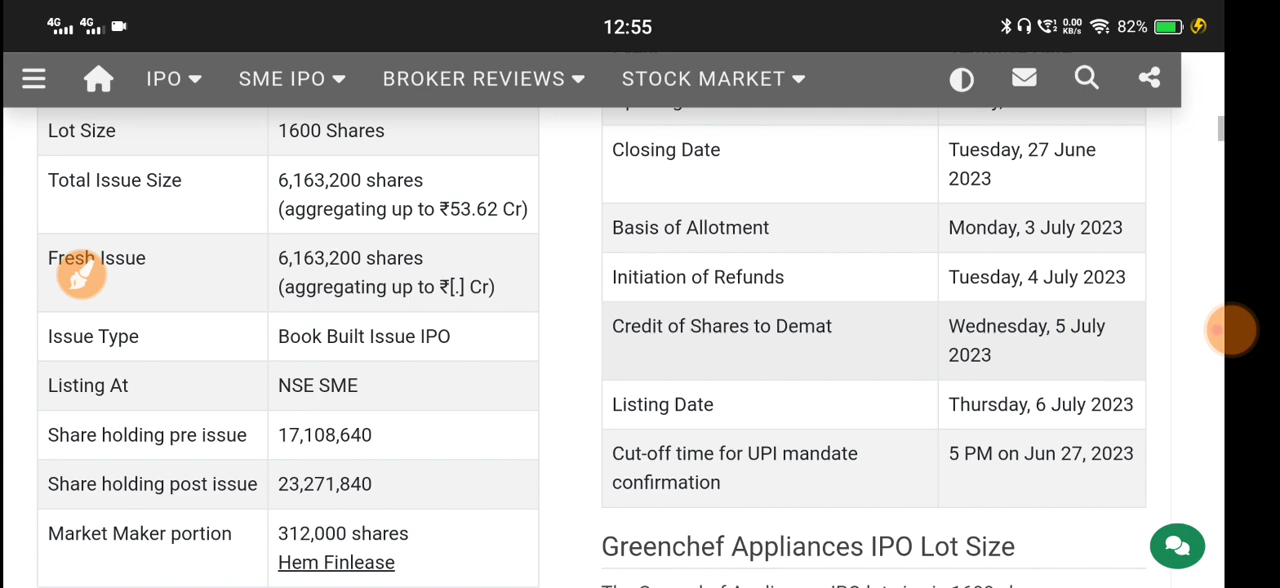 4G 4G 12:55 0.00 KB/s 82%
IPO SME IPO BROKER REVIEWS STOCK MARKET
Lot Size 1600 Shares
Total Issue Size 6,163,200 shares
(aggregating up to ₹53.62 Cr)
Fresh Issue 6,163,200 shares
(aggregating up to ₹[.] Cr)
Issue Type Book Built Issue IPO
Listing At NSE SME
Share holding pre issue 17,108,640
Share holding post issue 23,271,840
Market Maker portion 312,000 shares
Hem Finlease
Closing Date Tuesday, 27 June
2023
Basis of Allotment Monday, 3 July 2023
Initiation of Refunds Tuesday, 4 July 2023
Credit of Shares to Demat Wednesday, 5 July
2023
Listing Date Thursday, 6 July 2023
Cut-off time for UPI mandate 5 PM on Jun 27, 2023
confirmation
Greenchef Appliances IPO Lot Size